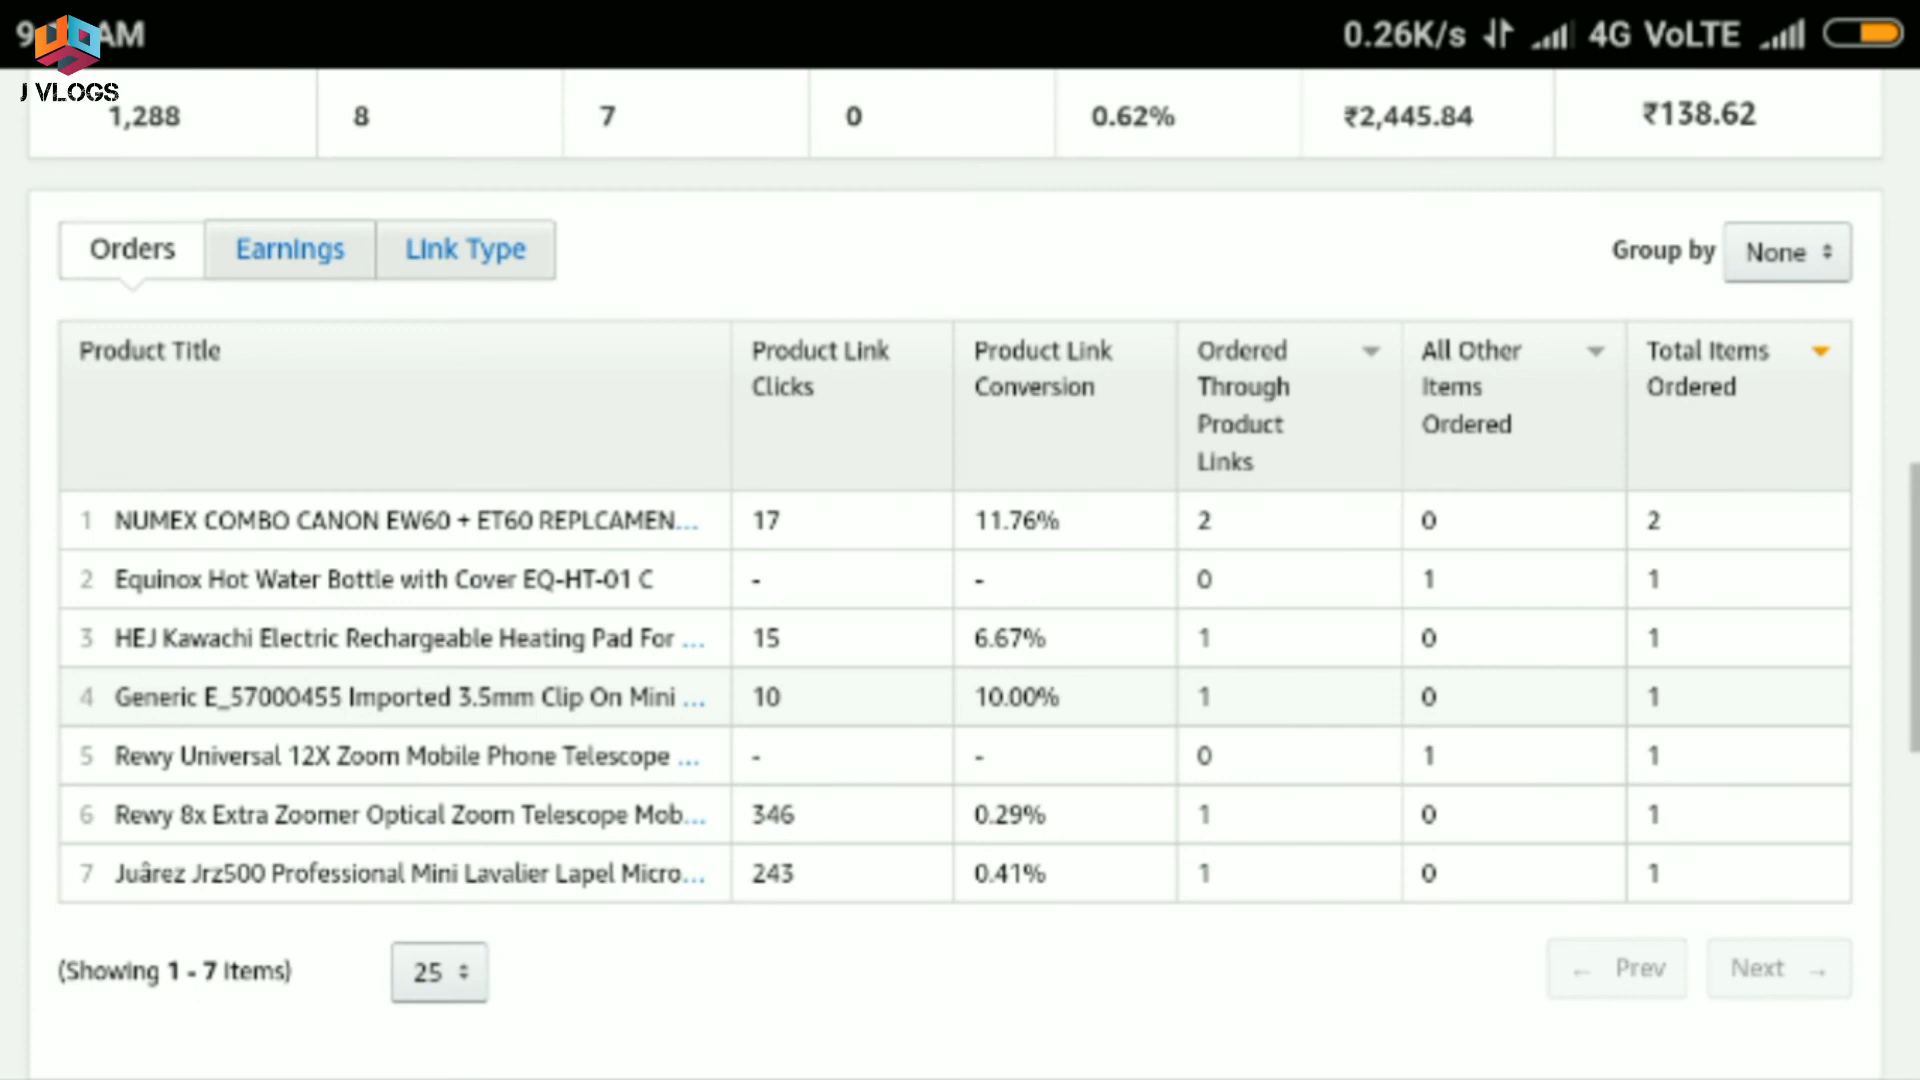 AM 0.26K/s 4G VoLTE
J VLOGS
1,288 8 7 0 0.62% ₹2,445.84 ₹138.62
Orders Earnings Link Type Group by None
Product Title Product Link Clicks Product Link Conversion Ordered Through Product Links All Other Items Ordered Total Items Ordered
1 NUMEX COMBO CANON EW60 + ET60 REPLCAMEN... 17 11.76% 2 0 2
2 Equinox Hot Water Bottle with Cover EQ-HT-01 C - - 0 1 1
3 HEJ Kawachi Electric Rechargeable Heating Pad For ... 15 6.67% 1 0 1
4 Generic E_57000455 Imported 3.5mm Clip On Mini ... 10 10.00% 1 0 1
5 Rewy Universal 12X Zoom Mobile Phone Telescope ... - - 0 1 1
6 Rewy 8x Extra Zoomer Optical Zoom Telescope Mob... 346 0.29% 1 0 1
7 Juârez Jrz500 Professional Mini Lavalier Lapel Micro... 243 0.41% 1 0 1
(Showing 1 - 7 Items) 25 ← Prev Next →